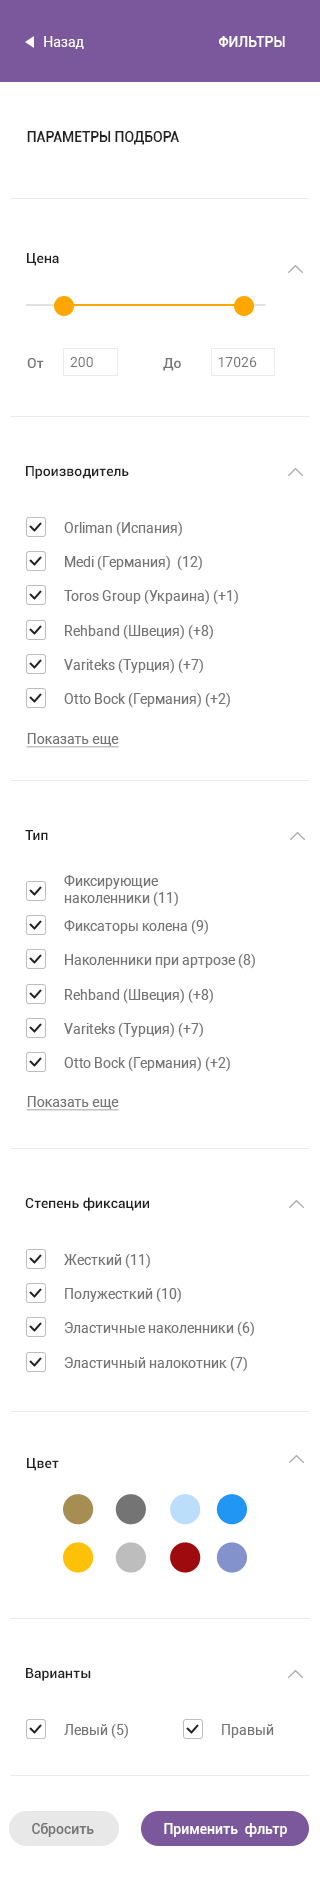 Назад ФИЛЬТРЫ
ПАРАМЕТРЫ ПОДБОРА
Цена
От 200 До 17026
Производитель
Orliman (Испания)
Medi (Германия)  (12)
Toros Group (Украина) (+1)
Rehband (Швеция) (+8)
Variteks (Турция) (+7)
Otto Bock (Германия) (+2)
Показать еще
Тип
Фиксирующие
наколенники (11)
Фиксаторы колена (9)
Наколенники при артрозе (8)
Rehband (Швеция) (+8)
Variteks (Турция) (+7)
Otto Bock (Германия) (+2)
Показать еще
Степень фиксации
Жесткий (11)
Полужесткий (10)
Эластичные наколенники (6)
Эластичный налокотник (7)
Цвет
Варианты
Левый (5) Правый
Сбросить Применить  фльтр